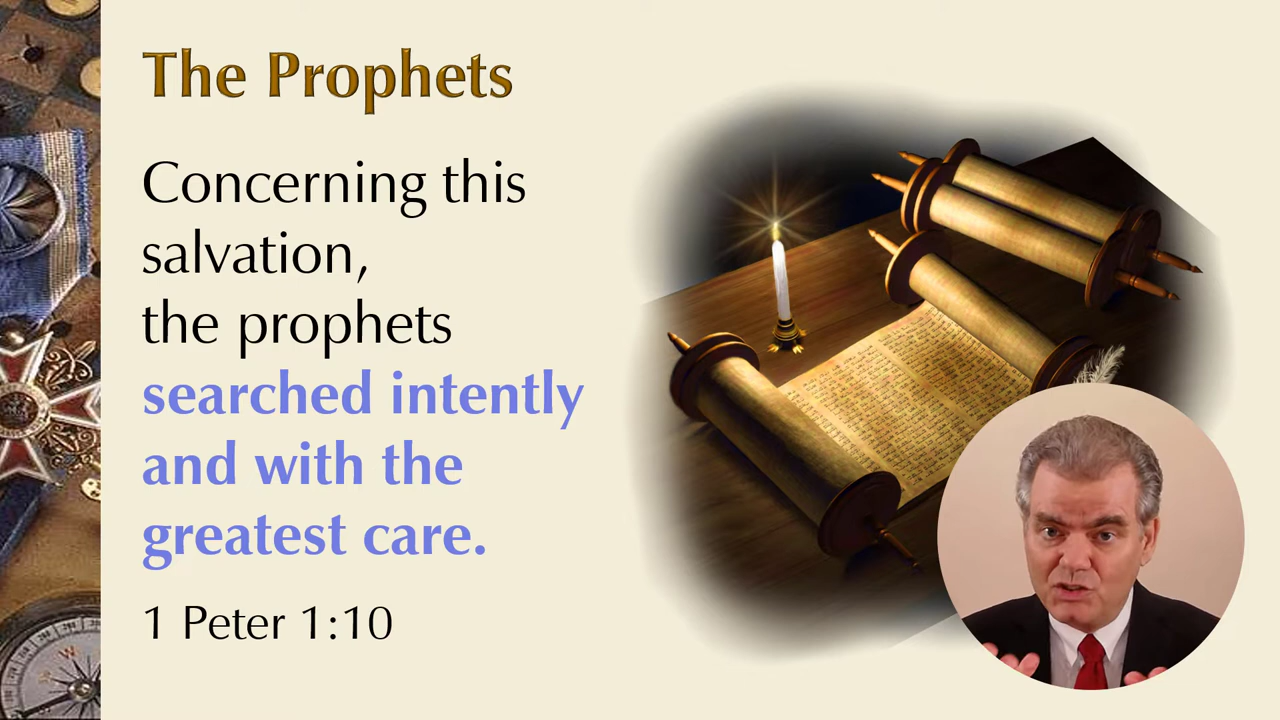 The Prophets
Concerning this
salvation,
the prophets
searched intently
and with the
greatest care.
1 Peter 1:10